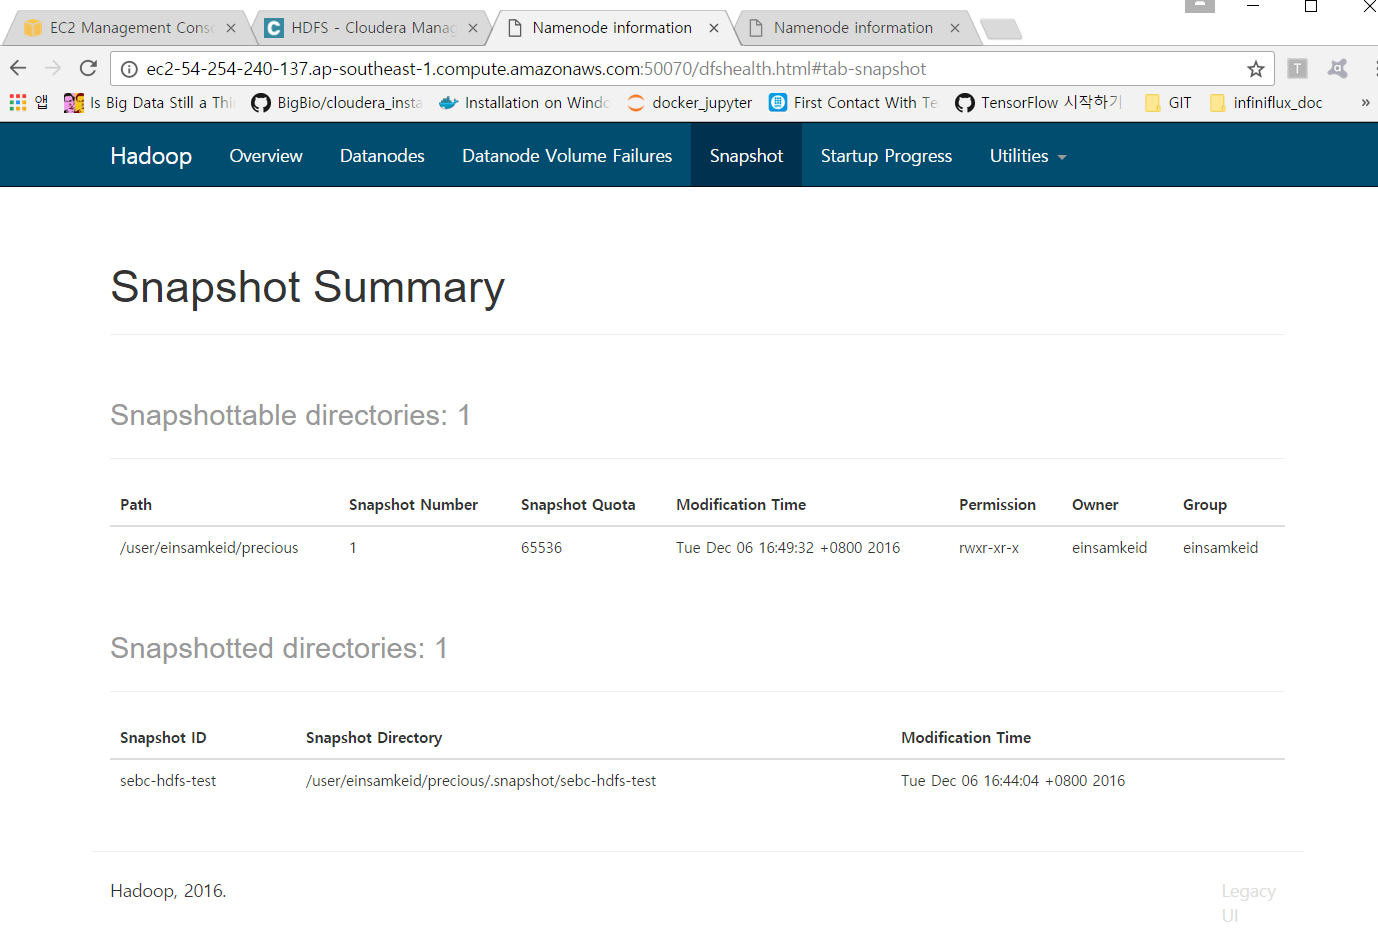 EC2 Management Conso HDFS - Cloudera Manag Namenode information Namenode information
ec2-54-254-240-137.ap-southeast-1.compute.amazonaws.com:50070/dfshealth.html#tab-snapshot
앱 Is Big Data Still a Thi BigBio/cloudera_insta Installation on Windo docker_jupyter First Contact With Te TensorFlow 시작하기 GIT infiniflux_doc »
Hadoop Overview Datanodes Datanode Volume Failures Snapshot Startup Progress Utilities
Snapshot Summary
Snapshottable directories: 1
Path Snapshot Number Snapshot Quota Modification Time Permission Owner Group
/user/einsamkeid/precious 1 65536 Tue Dec 06 16:49:32 +0800 2016 rwxr-xr-x einsamkeid einsamkeid
Snapshotted directories: 1
Snapshot ID Snapshot Directory Modification Time
sebc-hdfs-test /user/einsamkeid/precious/.snapshot/sebc-hdfs-test Tue Dec 06 16:44:04 +0800 2016
Hadoop, 2016. Legacy
UI